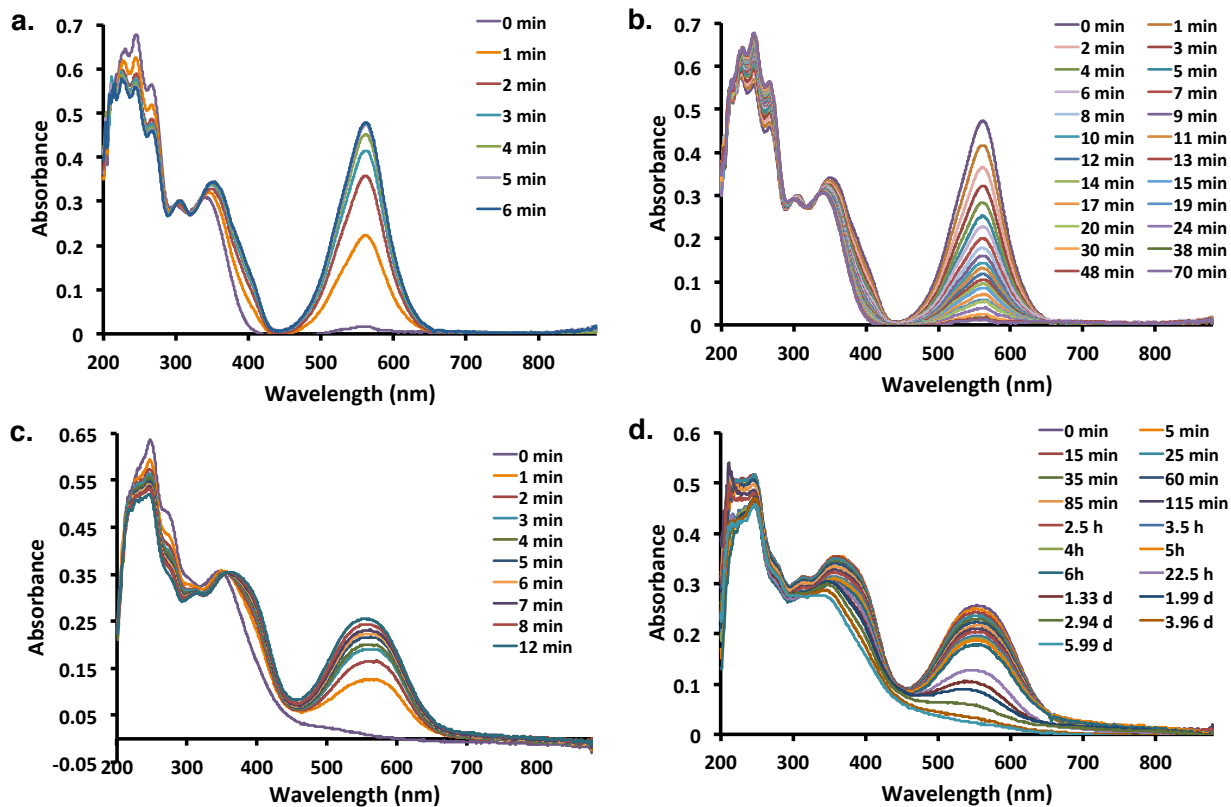 a.
0.7
0.6
0.5
0.4
0.3
0.2
0.1
0
Absorbance
200 300 400 500 600 700 800
Wavelength (nm)
0 min
1 min
2 min
3 min
4 min
5 min
6 min
b.
0.7
0.6
0.5
0.4
0.3
0.2
0.1
0
Absorbance
200 300 400 500 600 700 800
Wavelength (nm)
0 min 1 min
2 min 3 min
4 min 5 min
6 min 7 min
8 min 9 min
10 min 11 min
12 min 13 min
14 min 15 min
17 min 19 min
20 min 24 min
30 min 38 min
48 min 70 min
c.
0.65
0.55
0.45
0.35
0.25
0.15
0.05
-0.05
Absorbance
200 300 400 500 600 700 800
Wavelength (nm)
0 min
1 min
2 min
3 min
4 min
5 min
6 min
7 min
8 min
12 min
d.
0.6
0.5
0.4
0.3
0.2
0.1
0
Absorbance
200 300 400 500 600 700 800
Wavelength (nm)
0 min 5 min
15 min 25 min
35 min 60 min
85 min 115 min
2.5 h 3.5 h
4h 5h
6h 22.5 h
1.33 d 1.99 d
2.94 d 3.96 d
5.99 d